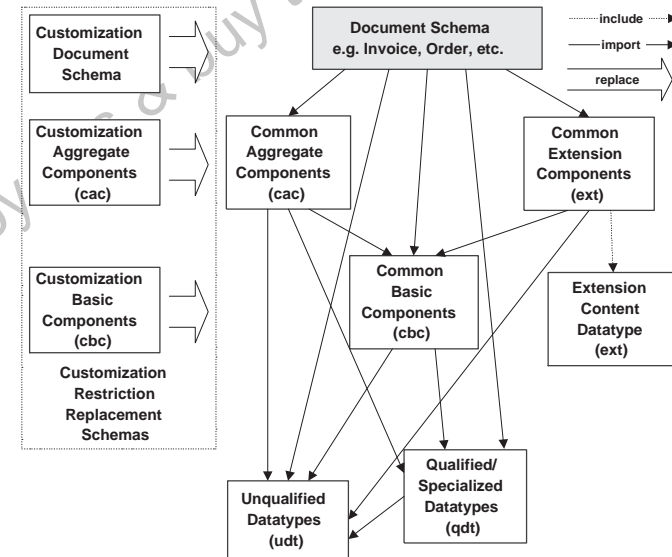 Customization
Document
Schema
Customization
Aggregate
Components
(cac)
Customization
Basic
Components
(cbc)
Customization
Restriction
Replacement
Schemas
Document Schema
e.g. Invoice, Order, etc.
include
import
replace
Common
Aggregate
Components
(cac)
Common
Extension
Components
(ext)
Common
Basic
Components
(cbc)
Extension
Content
Datatype
(ext)
Unqualified
Datatypes
(udt)
Qualified/
Specialized
Datatypes
(qdt)
& buy